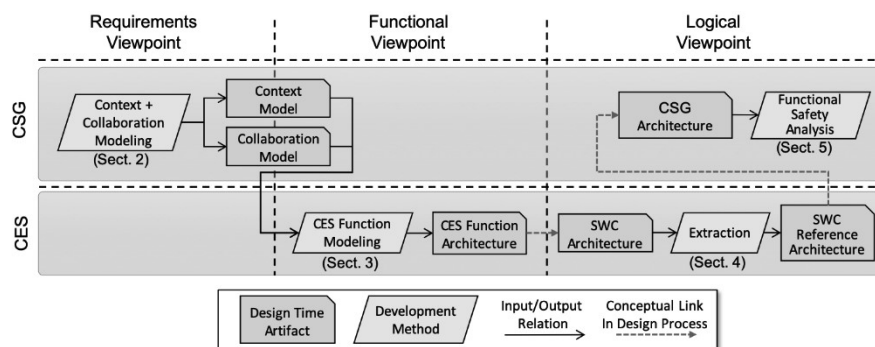 Requirements
Viewpoint
Functional
Viewpoint
Logical
Viewpoint
CSG
Context +
Collaboration
Modeling
(Sect. 2)
Context
Model
Collaboration
Model
CSG
Architecture
Functional
Safety
Analysis
(Sect. 5)
CES
CES Function
Modeling
(Sect. 3)
CES Function
Architecture
SWC
Architecture
Extraction
(Sect. 4)
SWC
Reference
Architecture
Design Time
Artifact
Development
Method
Input/Output
Relation
Conceptual Link
In Design Process